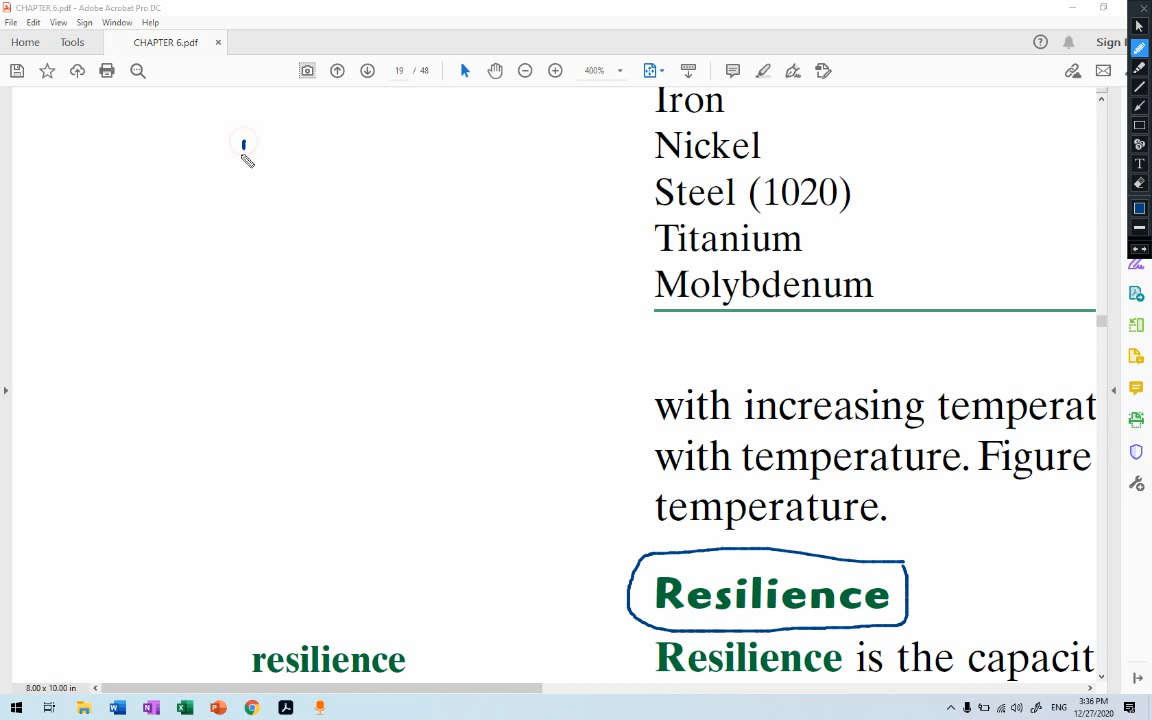 CHAPTER 6.pdf - Adobe Acrobat Pro DC
File Edit View Sign Window Help
Home Tools CHAPTER 6.pdf × Sign
19 / 48 400%
Iron
Nickel
Steel (1020)
Titanium
Molybdenum
with increasing temperat
with temperature. Figure
temperature.
Resilience
resilience
Resilience is the capacit
8.00 x 10.00 in
ENG
3:36 PM
12/27/2020